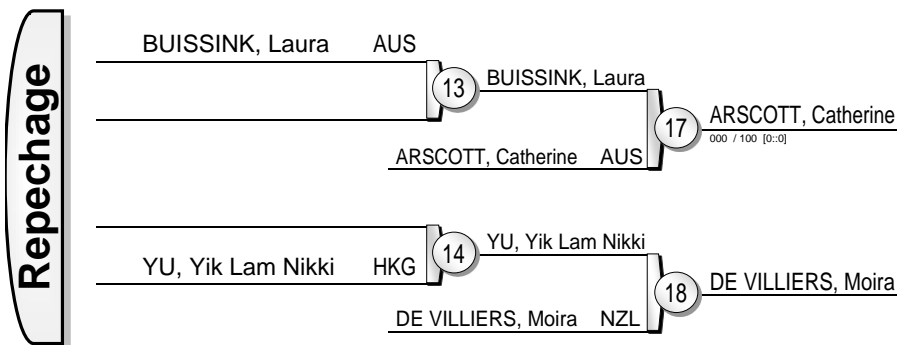 Repechage
BUISSINK, Laura AUS
13
BUISSINK, Laura
ARSCOTT, Catherine AUS
17
ARSCOTT, Catherine
000 / 100 [0::0]
YU, Yik Lam Nikki HKG
14
YU, Yik Lam Nikki
DE VILLIERS, Moira NZL
18
DE VILLIERS, Moira